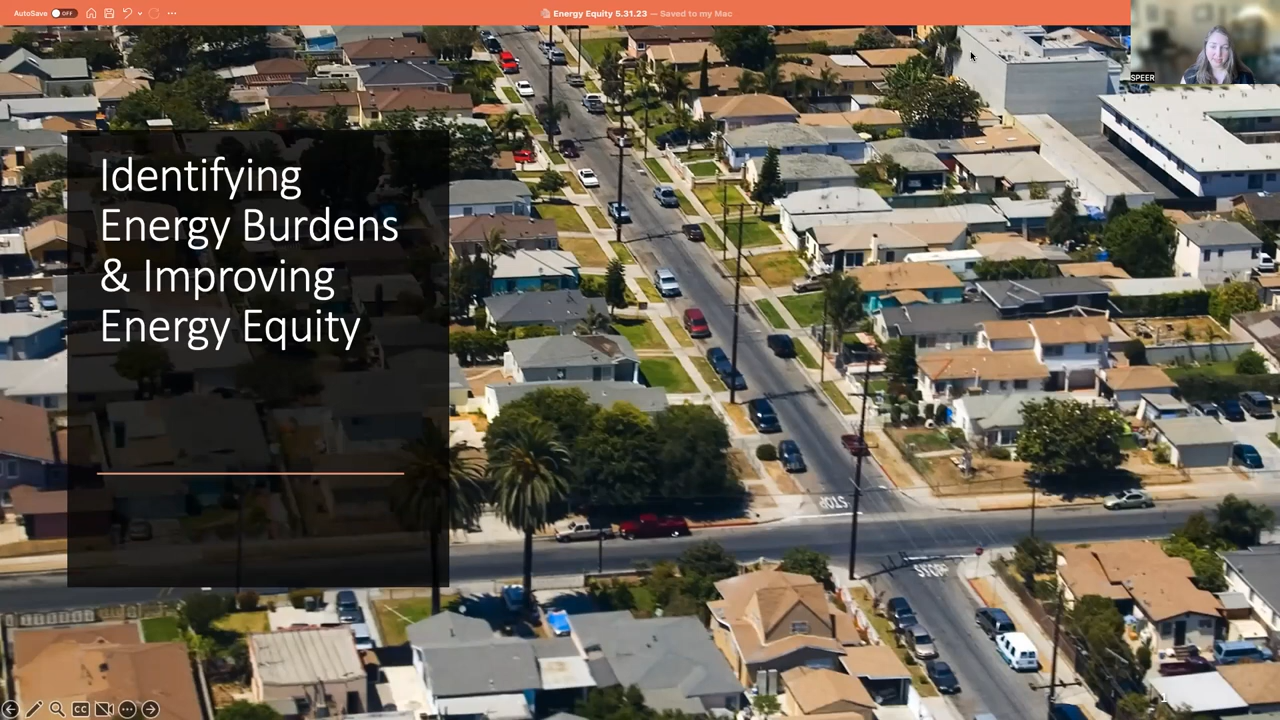 AutoSave OFF
Energy Equity 5.31.23 — Saved to my Mac
SPEER
Identifying
Energy Burdens
& Improving
Energy Equity
STOP
STOP
CC